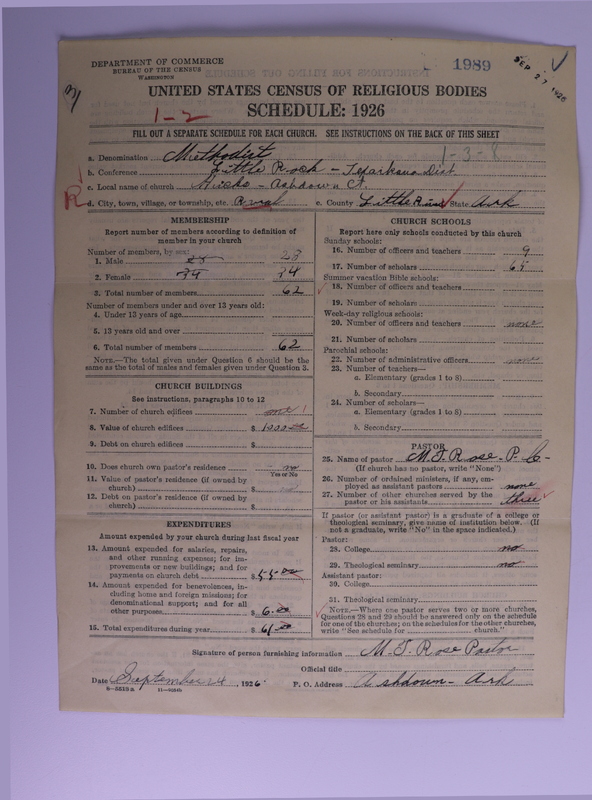 DEPARTMENT OF COMMERCE
BUREAU OF THE CENSUS
WASHINGTON
1989
SEP 27 1926
UNITED STATES CENSUS OF RELIGIOUS BODIES
1-2
SCHEDULE: 1926
FILL OUT A SEPARATE SCHEDULE FOR EACH CHURCH. SEE INSTRUCTIONS ON THE BACK OF THIS SHEET
1-3-8
a. Denomination Methodist
b. Conference Little Rock - Texarkana Dist.
c. Local name of church Hicks - Ashdown Ct.
R
d. City, town, village, or township, etc. Rural e. County Little River State Ark
MEMBERSHIP
Report number of members according to definition of member in your church
Number of members, by sex:
1. Male 28 28
2. Female 34 34
3. Total number of members 62
Number of members under and over 13 years old:
4. Under 13 years of age
5. 13 years old and over
6. Total number of members 62
NOTE.—The total given under Question 6 should be the
same as the total of males and females given under Question 3.
CHURCH BUILDINGS
See instructions, paragraphs 10 to 12
7. Number of church edifices one 1
8. Value of church edifices $ 1000.00
9. Debt on church edifices $
10. Does church own pastor's residence no
Yes or No
11. Value of pastor's residence (if owned by
church) $
12. Debt on pastor's residence (if owned by
church) $
EXPENDITURES
Amount expended by your church during last fiscal year
13. Amount expended for salaries, repairs,
and other running expenses; for im-
provements or new buildings; and for
payments on church debt $ 55.00
14. Amount expended for benevolences, in-
cluding home and foreign missions; for
denominational support; and for all
other purposes $ 6.00
15. Total expenditures during year $ 61.00
CHURCH SCHOOLS
Report here only schools conducted by this church
Sunday schools:
16. Number of officers and teachers 9
17. Number of scholars 65
Summer vacation Bible schools:
18. Number of officers and teachers
19. Number of scholars
Week-day religious schools:
20. Number of officers and teachers none
21. Number of scholars
Parochial schools:
22. Number of administrative officers none
23. Number of teachers—
a. Elementary (grades 1 to 8)
b. Secondary
24. Number of scholars—
a. Elementary (grades 1 to 8)
b. Secondary
PASTOR
25. Name of pastor M. T. Rose - P. C. -
(If church has no pastor, write "None")
26. Number of ordained ministers, if any, em-
ployed as assistant pastors none
27. Number of other churches served by the
pastor or his assistants three
If pastor (or assistant pastor) is a graduate of a college or
theological seminary, give name of institution below. (If
not a graduate, write "No" in the space indicated.)
Pastor:
28. College no
29. Theological seminary no
Assistant pastor:
30. College
31. Theological seminary
NOTE.—Where one pastor serves two or more churches,
Questions 28 and 29 should be answered only on the schedule
for one of the churches; on the schedules for the other churches,
write "See schedule for church."
Signature of person furnishing information M. T. Rose Pastor
Official title
Date September 24, 1926. P. O. Address Ashdown - Ark